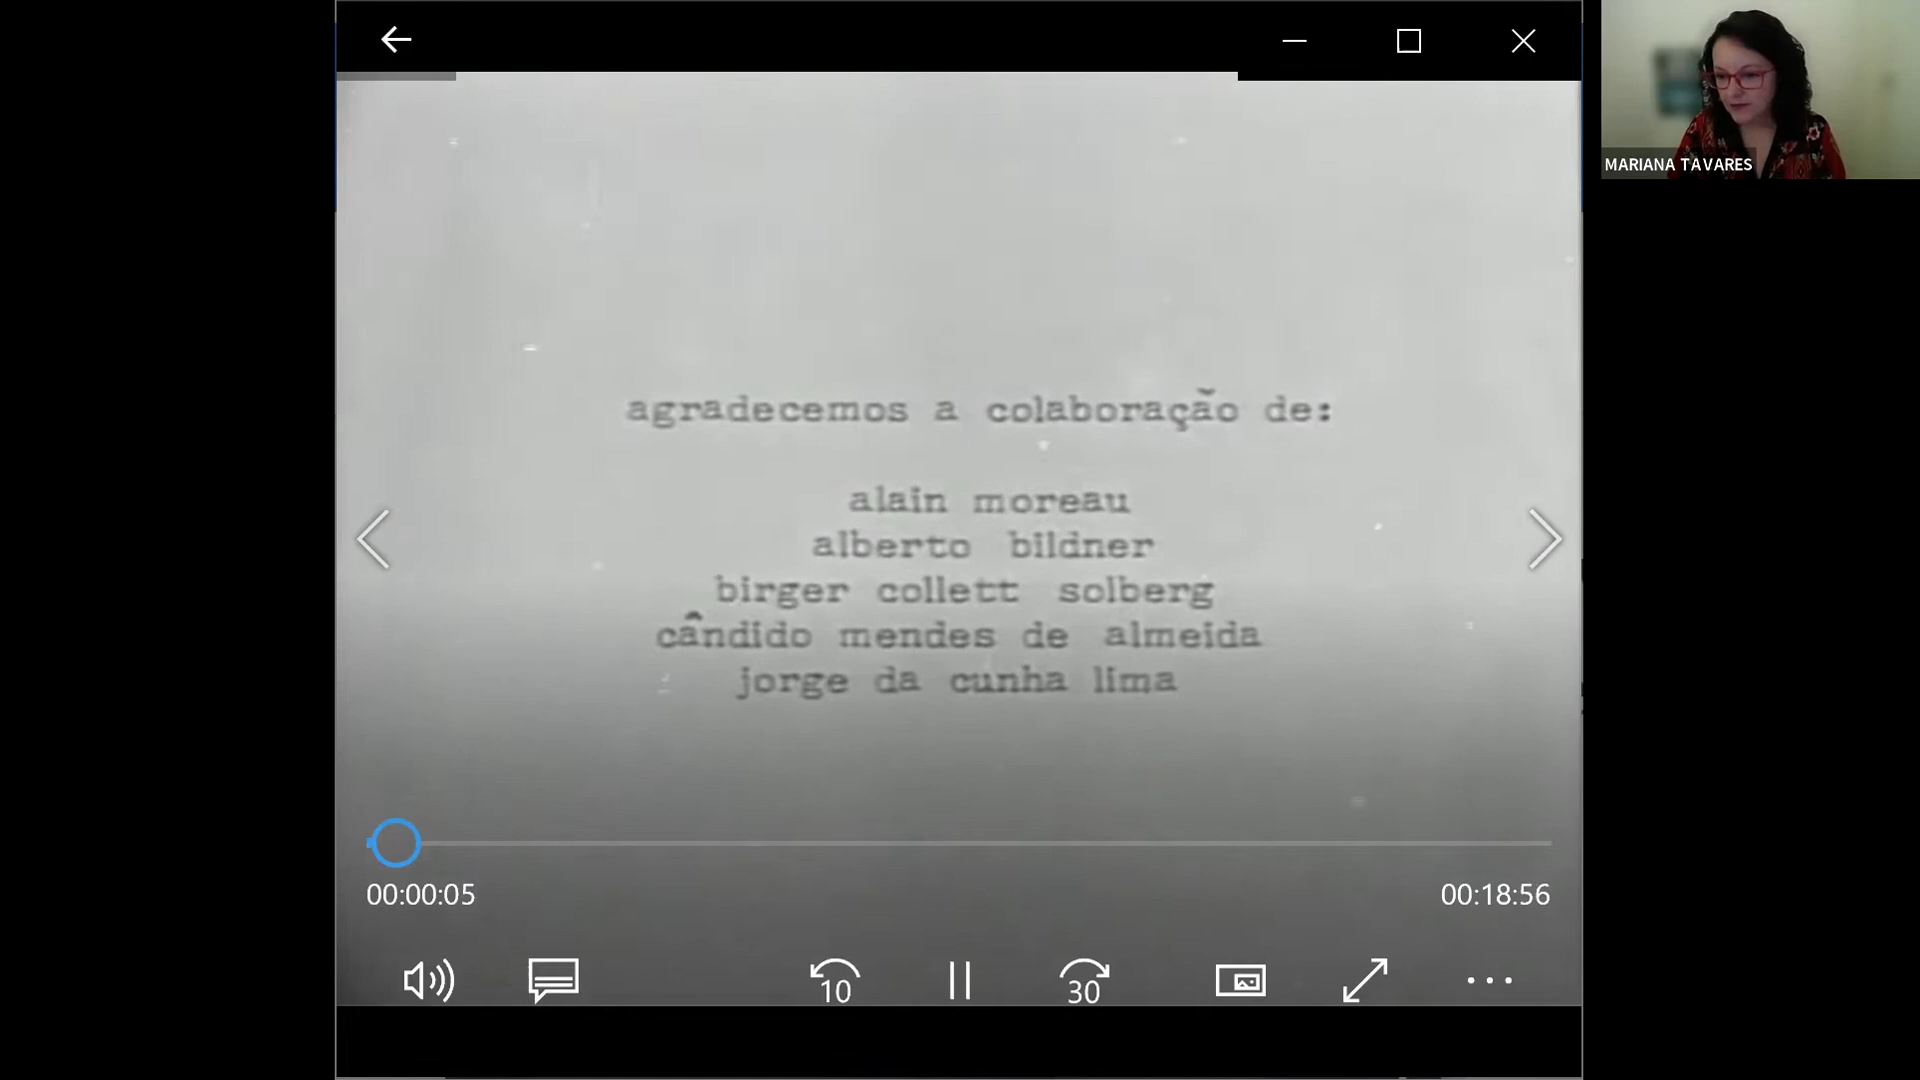 MARIANA TAVARES
agradecemos a colaboração de:
alain moreau
alberto bildner
birger collett solberg
cândido mendes de almeida
jorge da cunha lima
00:00:05
00:18:56
10
30